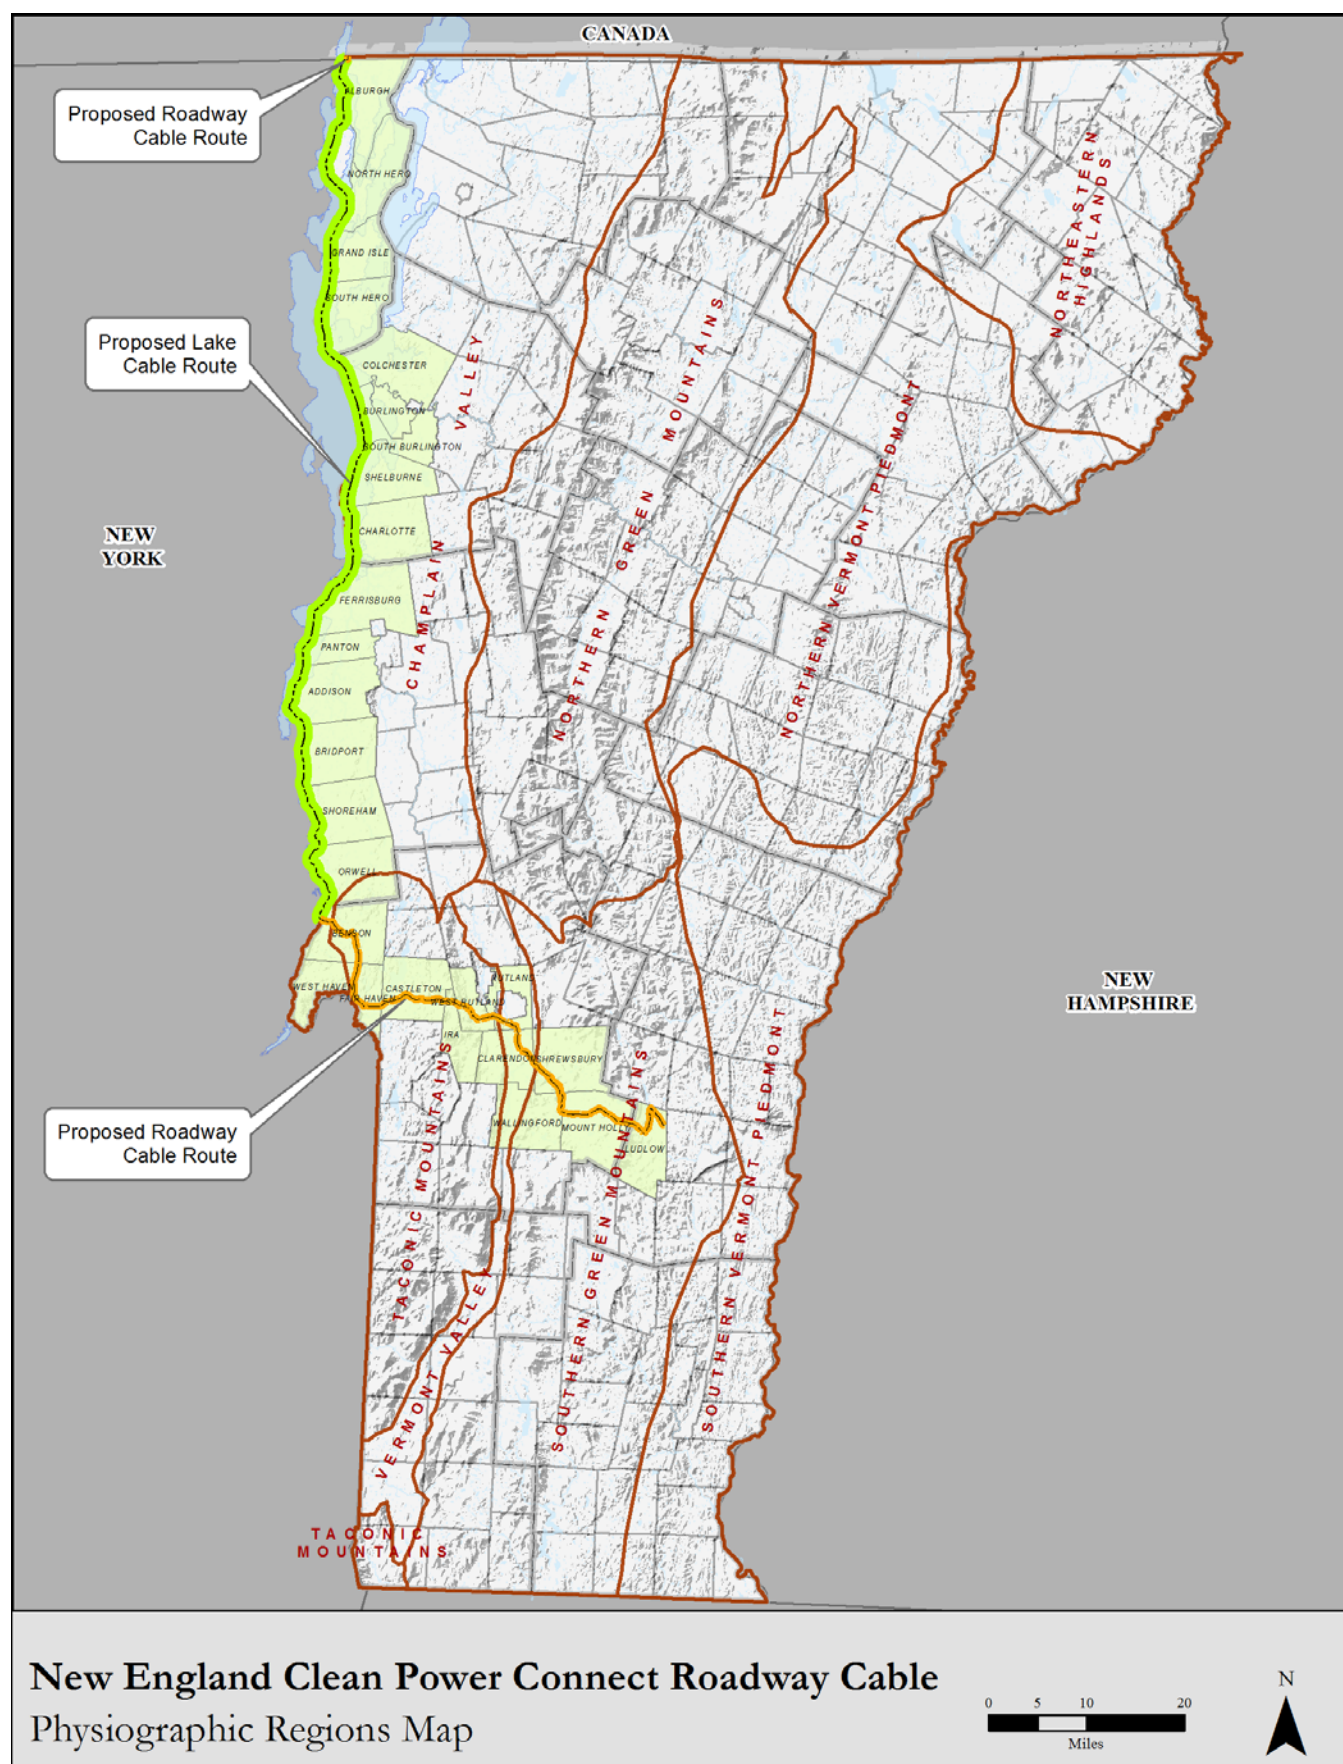 CANADA
Proposed Roadway
Cable Route
ALBURGH
NORTH HERO
NORTHEASTERN
HIGHLANDS
GRAND ISLE
SOUTH HERO
Proposed Lake
Cable Route
COLCHESTER
BURLINGTON
SOUTH BURLINGTON
SHELBURNE
CHARLOTTE
CHAMPLAIN VALLEY
NORTHERN GREEN MOUNTAINS
NORTHERN VERMONT PIEDMONT
NEW
YORK
FERRISBURG
PANTON
ADDISON
BRIDPORT
SHOREHAM
ORWELL
BENSON
WEST HAVEN
FAIR HAVEN
CASTLETON
WEST RUTLAND
RUTLAND
IRA
CLARENDON
SHREWSBURY
NEW
HAMPSHIRE
Proposed Roadway
Cable Route
WALLINGFORD
MOUNT HOLLY
LUDLOW
TACONIC MOUNTAINS
VERMONT VALLEY
SOUTHERN GREEN MOUNTAINS
SOUTHERN VERMONT PIEDMONT
TACONIC
MOUNTAINS
New England Clean Power Connect Roadway Cable
Physiographic Regions Map
0 5 10 20
Miles
N